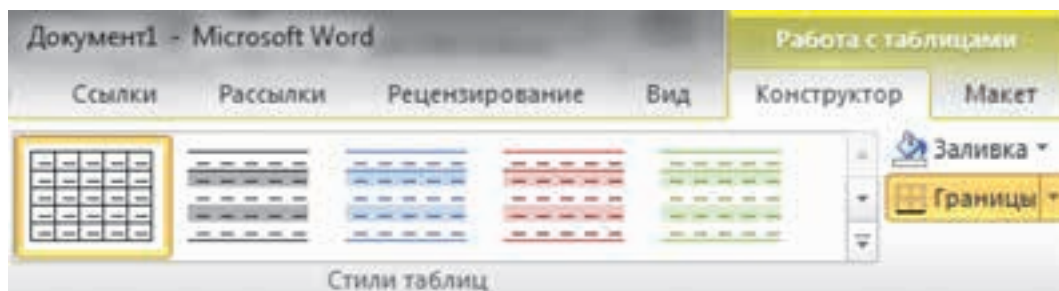 Документ1 - Microsoft Word
Работа с таблицами
Ссылки Рассылки Рецензирование Вид Конструктор Макет
Заливка
Границы
Стили таблиц